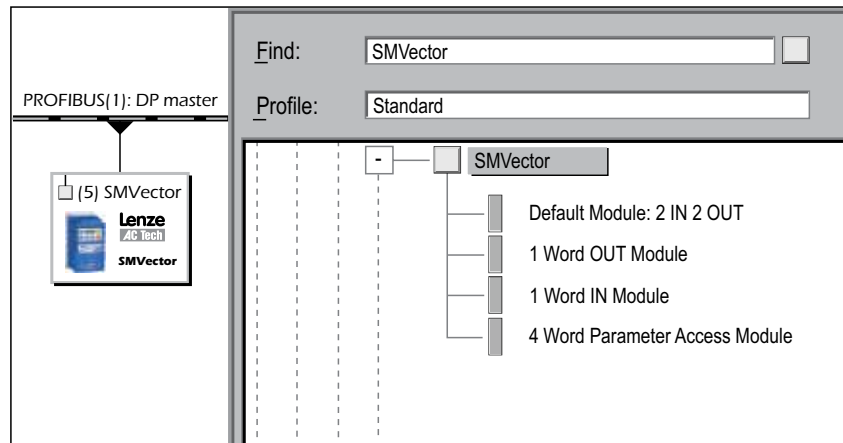 PROFIBUS(1): DP master
(5) SMVector
Lenze
AC Tech
SMVector
Find:
SMVector
Profile:
Standard
-
SMVector
Default Module: 2 IN 2 OUT
1 Word OUT Module
1 Word IN Module
4 Word Parameter Access Module